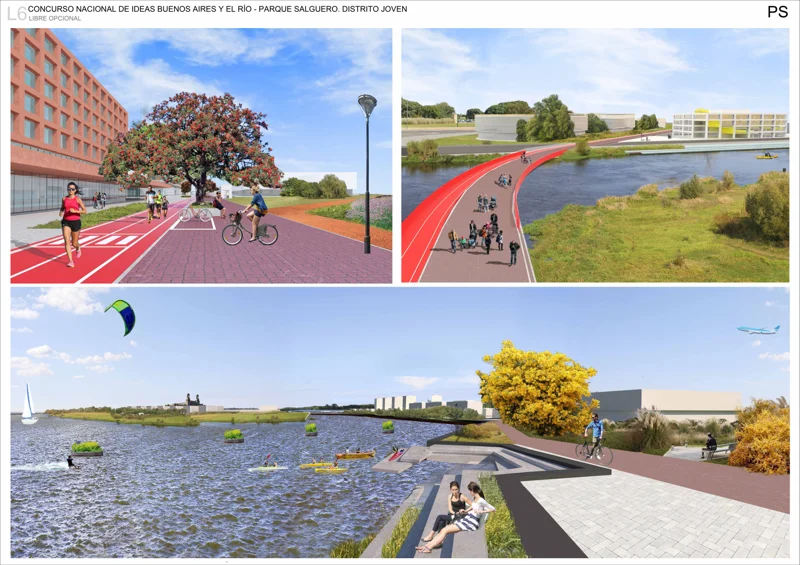 L6
CONCURSO NACIONAL DE IDEAS BUENOS AIRES Y EL RÍO - PARQUE SALGUERO. DISTRITO JOVEN
LIBRE OPCIONAL
PS